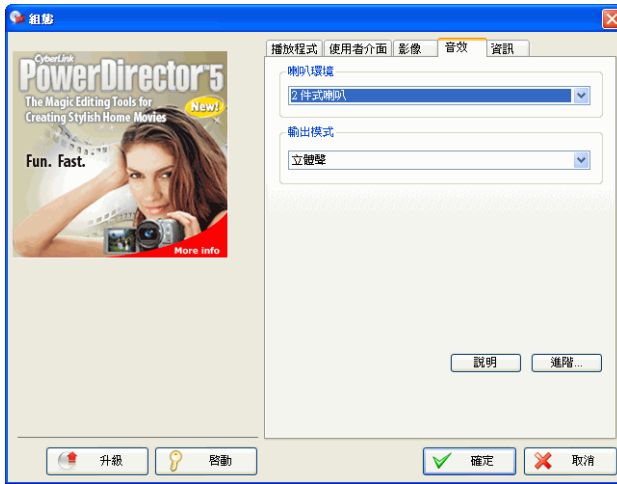 組態
播放程式 使用者介面 影像 音效 資訊
喇叭環境
2 件式喇叭
輸出模式
立體聲
CyberLink
PowerDirector 5
The Magic Editing Tools for
Creating Stylish Home Movies
New!
Fun. Fast.
More info
說明 進階...
升級 啟動 確定 取消